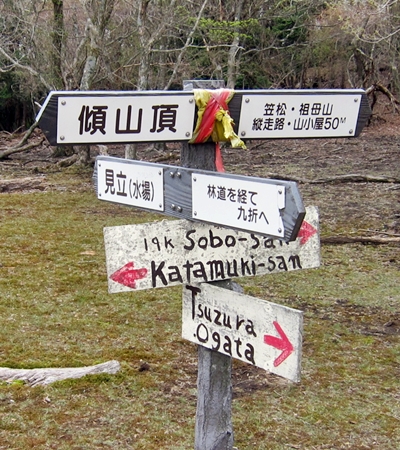 傾山頂
笠松・祖母山
縦走路・山小屋50M
見立(水場)
林道を経て
九折へ
19K Sobo-San
Katamuki-san
Tsuzura
Ogata